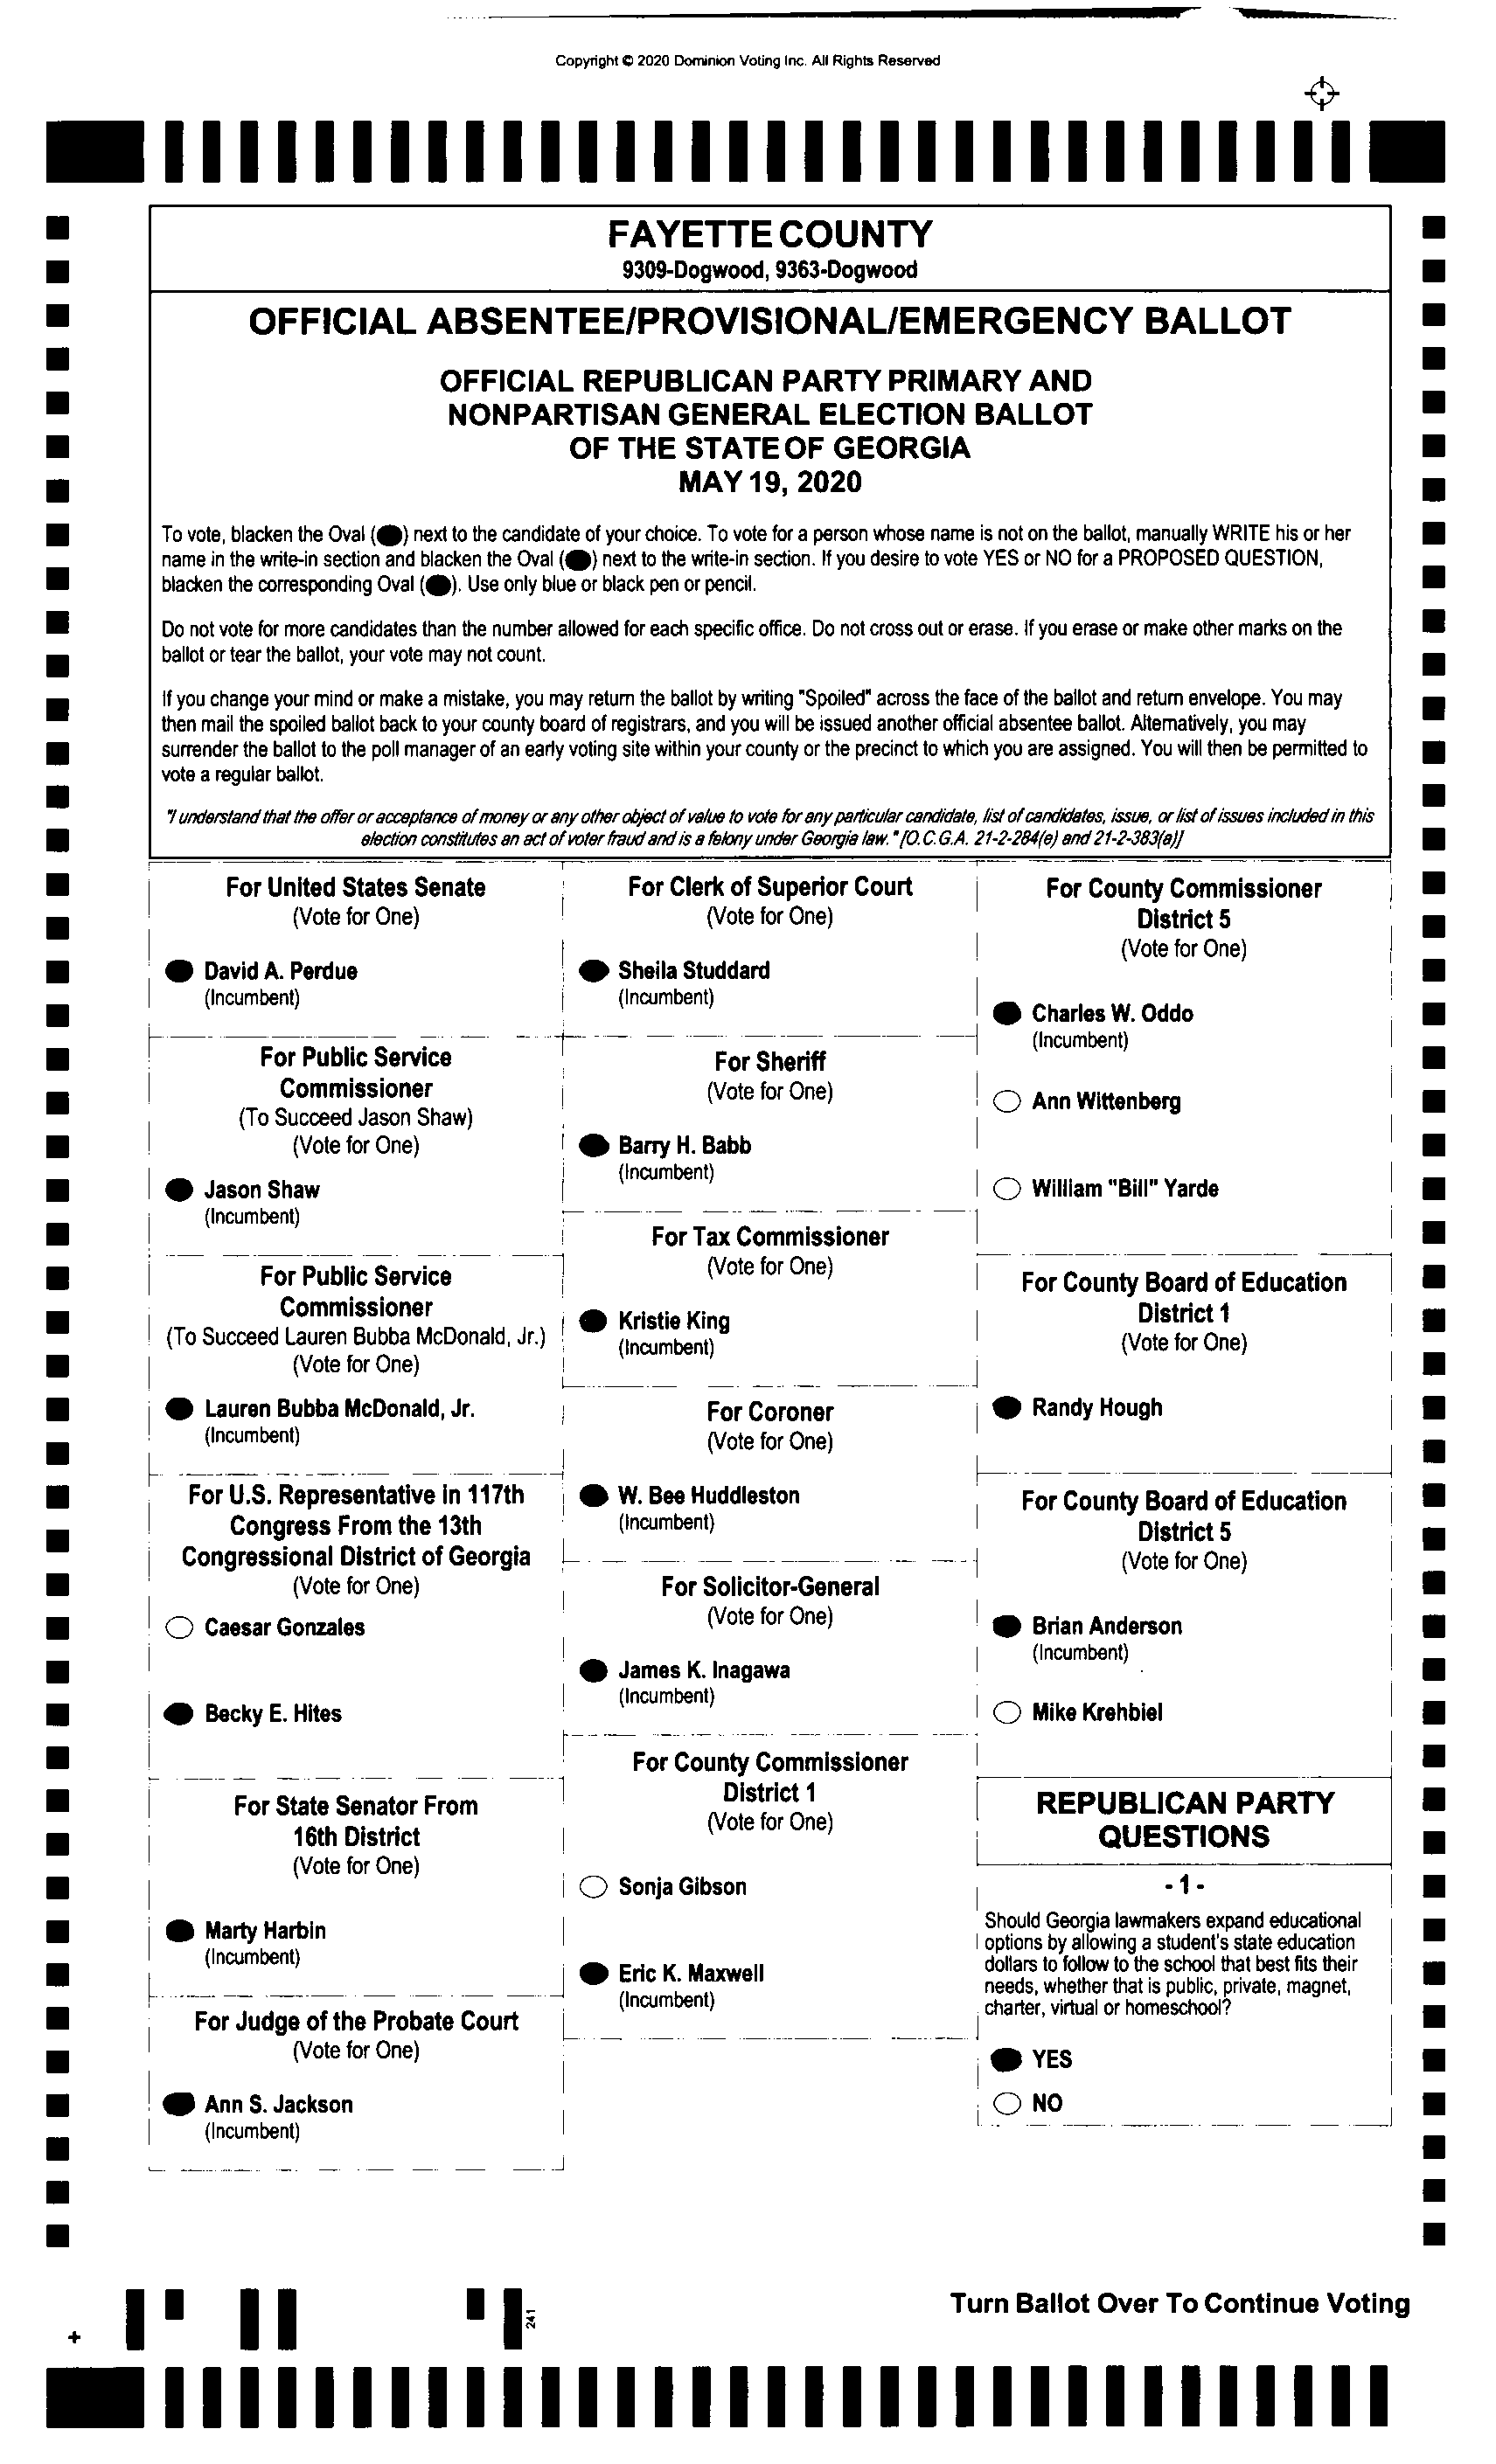 Copyright © 2020 Dominion Voting Inc. All Rights Reserved
FAYETTE COUNTY
9309-Dogwood, 9363-Dogwood
OFFICIAL ABSENTEE/PROVISIONAL/EMERGENCY BALLOT
OFFICIAL REPUBLICAN PARTY PRIMARY AND
NONPARTISAN GENERAL ELECTION BALLOT
OF THE STATE OF GEORGIA
MAY 19, 2020
To vote, blacken the Oval (⬬) next to the candidate of your choice. To vote for a person whose name is not on the ballot, manually WRITE his or her
name in the write-in section and blacken the Oval (⬬) next to the write-in section. If you desire to vote YES or NO for a PROPOSED QUESTION,
blacken the corresponding Oval (⬬). Use only blue or black pen or pencil.
Do not vote for more candidates than the number allowed for each specific office. Do not cross out or erase. If you erase or make other marks on the
ballot or tear the ballot, your vote may not count.
If you change your mind or make a mistake, you may return the ballot by writing "Spoiled" across the face of the ballot and return envelope. You may
then mail the spoiled ballot back to your county board of registrars, and you will be issued another official absentee ballot. Alternatively, you may
surrender the ballot to the poll manager of an early voting site within your county or the precinct to which you are assigned. You will then be permitted to
vote a regular ballot.
"I understand that the offer or acceptance of money or any other object of value to vote for any particular candidate, list of candidates, issue, or list of issues included in this
election constitutes an act of voter fraud and is a felony under Georgia law." [O.C.G.A. 21-2-284(e) and 21-2-383(a)]
For United States Senate
(Vote for One)
David A. Perdue
(Incumbent)
For Public Service
Commissioner
(To Succeed Jason Shaw)
(Vote for One)
Jason Shaw
(Incumbent)
For Public Service
Commissioner
(To Succeed Lauren Bubba McDonald, Jr.)
(Vote for One)
Lauren Bubba McDonald, Jr.
(Incumbent)
For U.S. Representative in 117th
Congress From the 13th
Congressional District of Georgia
(Vote for One)
Caesar Gonzales
Becky E. Hites
For State Senator From
16th District
(Vote for One)
Marty Harbin
(Incumbent)
For Judge of the Probate Court
(Vote for One)
Ann S. Jackson
(Incumbent)
For Clerk of Superior Court
(Vote for One)
Sheila Studdard
(Incumbent)
For Sheriff
(Vote for One)
Barry H. Babb
(Incumbent)
For Tax Commissioner
(Vote for One)
Kristie King
(Incumbent)
For Coroner
(Vote for One)
W. Bee Huddleston
(Incumbent)
For Solicitor-General
(Vote for One)
James K. Inagawa
(Incumbent)
For County Commissioner
District 1
(Vote for One)
Sonja Gibson
Eric K. Maxwell
(Incumbent)
For County Commissioner
District 5
(Vote for One)
Charles W. Oddo
(Incumbent)
Ann Wittenberg
William "Bill" Yarde
For County Board of Education
District 1
(Vote for One)
Randy Hough
For County Board of Education
District 5
(Vote for One)
Brian Anderson
(Incumbent)
Mike Krehbiel
REPUBLICAN PARTY
QUESTIONS
- 1 -
Should Georgia lawmakers expand educational
options by allowing a student's state education
dollars to follow to the school that best fits their
needs, whether that is public, private, magnet,
charter, virtual or homeschool?
YES
NO
Turn Ballot Over To Continue Voting
241
+